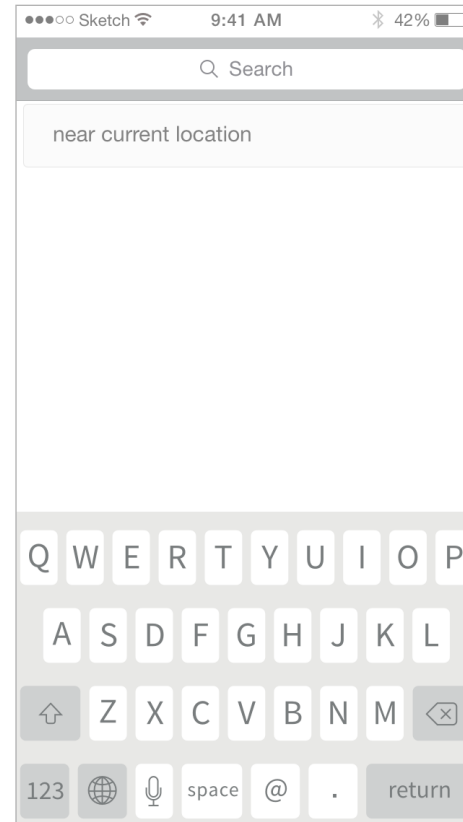 Sketch 9:41 AM 42%
Search
near current location
Q W E R T Y U I O P
A S D F G H J K L
Z X C V B N M
123 space @ . return